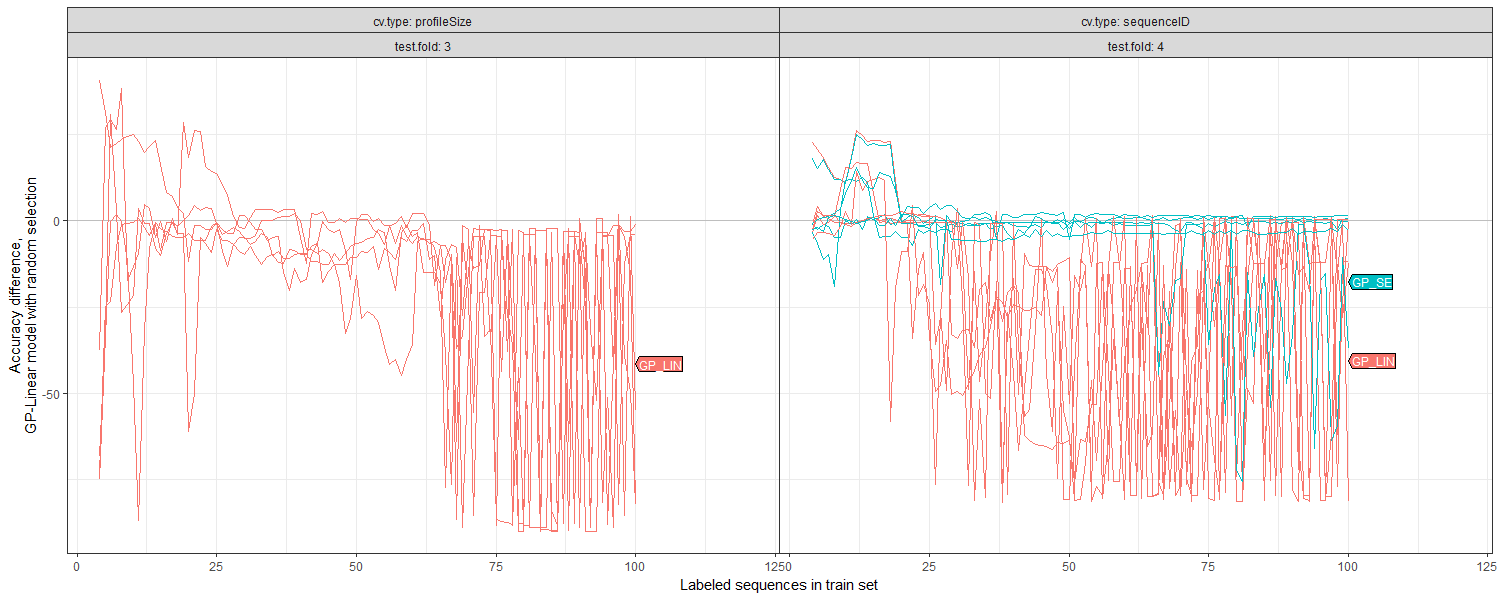 cv.type: profileSize
cv.type: sequenceID
test.fold: 3
test.fold: 4
Accuracy difference,
GP-Linear model with random selection
0
-50
GP_LIN
GP_SE
GP_LIN
0
25
50
75
100
125
0
25
50
75
100
125
Labeled sequences in train set